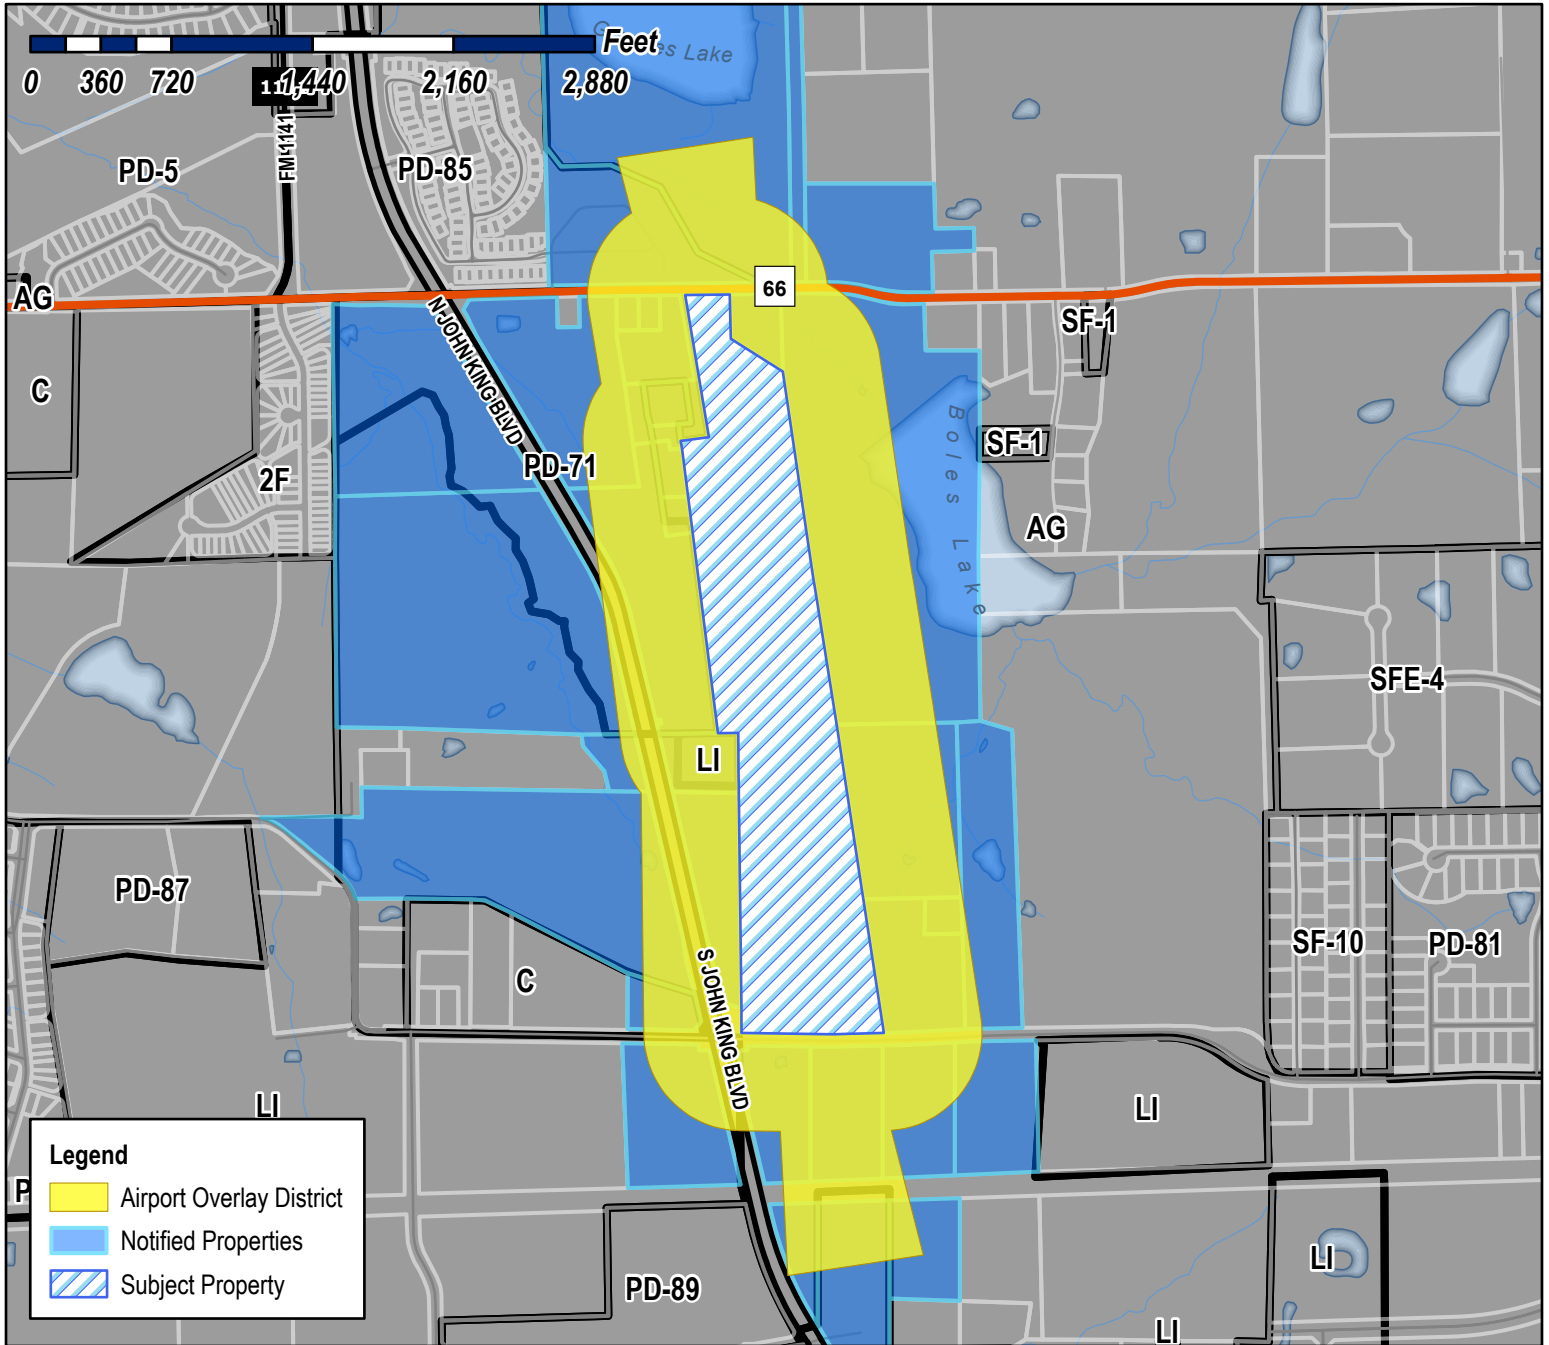 Feet
0 360 720 1,440 2,160 2,880
Lake
FM-1141
PD-5
PD-85
AG
66
N JOHN KING BLVD
SF-1
C
PD-71
SF-1
2F
Boles Lake
AG
SFE-4
LI
PD-87
SF-10
PD-81
C
S JOHN KING BLVD
LI
LI
Legend
Airport Overlay District
Notified Properties
Subject Property
LI
PD-89
LI